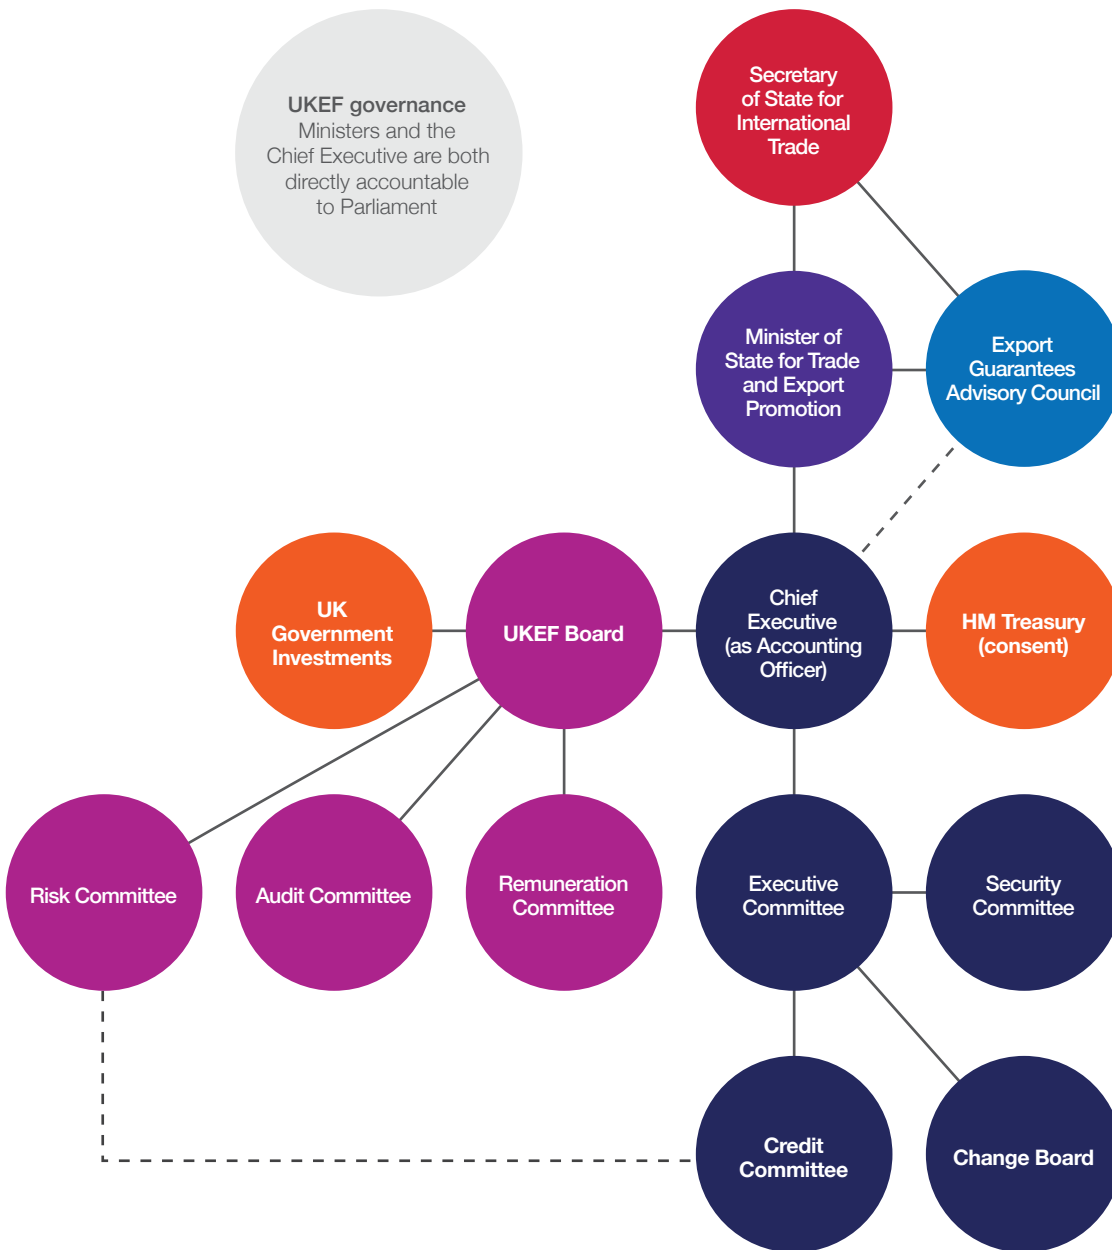 UKEF governance
Ministers and the
Chief Executive are both
directly accountable
to Parliament
Secretary
of State for
International
Trade
Minister of
State for Trade
and Export
Promotion
Export
Guarantees
Advisory Council
UK
Government
Investments
UKEF Board
Chief
Executive
(as Accounting
Officer)
HM Treasury
(consent)
Risk Committee
Audit Committee
Remuneration
Committee
Executive
Committee
Security
Committee
Credit
Committee
Change Board